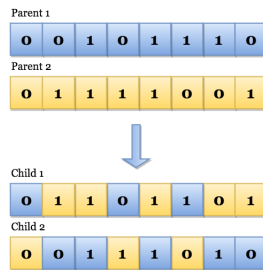 Parent 1
0 0 1 0 1 1 1 0
Parent 2
0 1 1 1 1 0 0 1
Child 1
0 1 1 0 1 1 0 1
Child 2
0 0 1 1 1 0 1 0